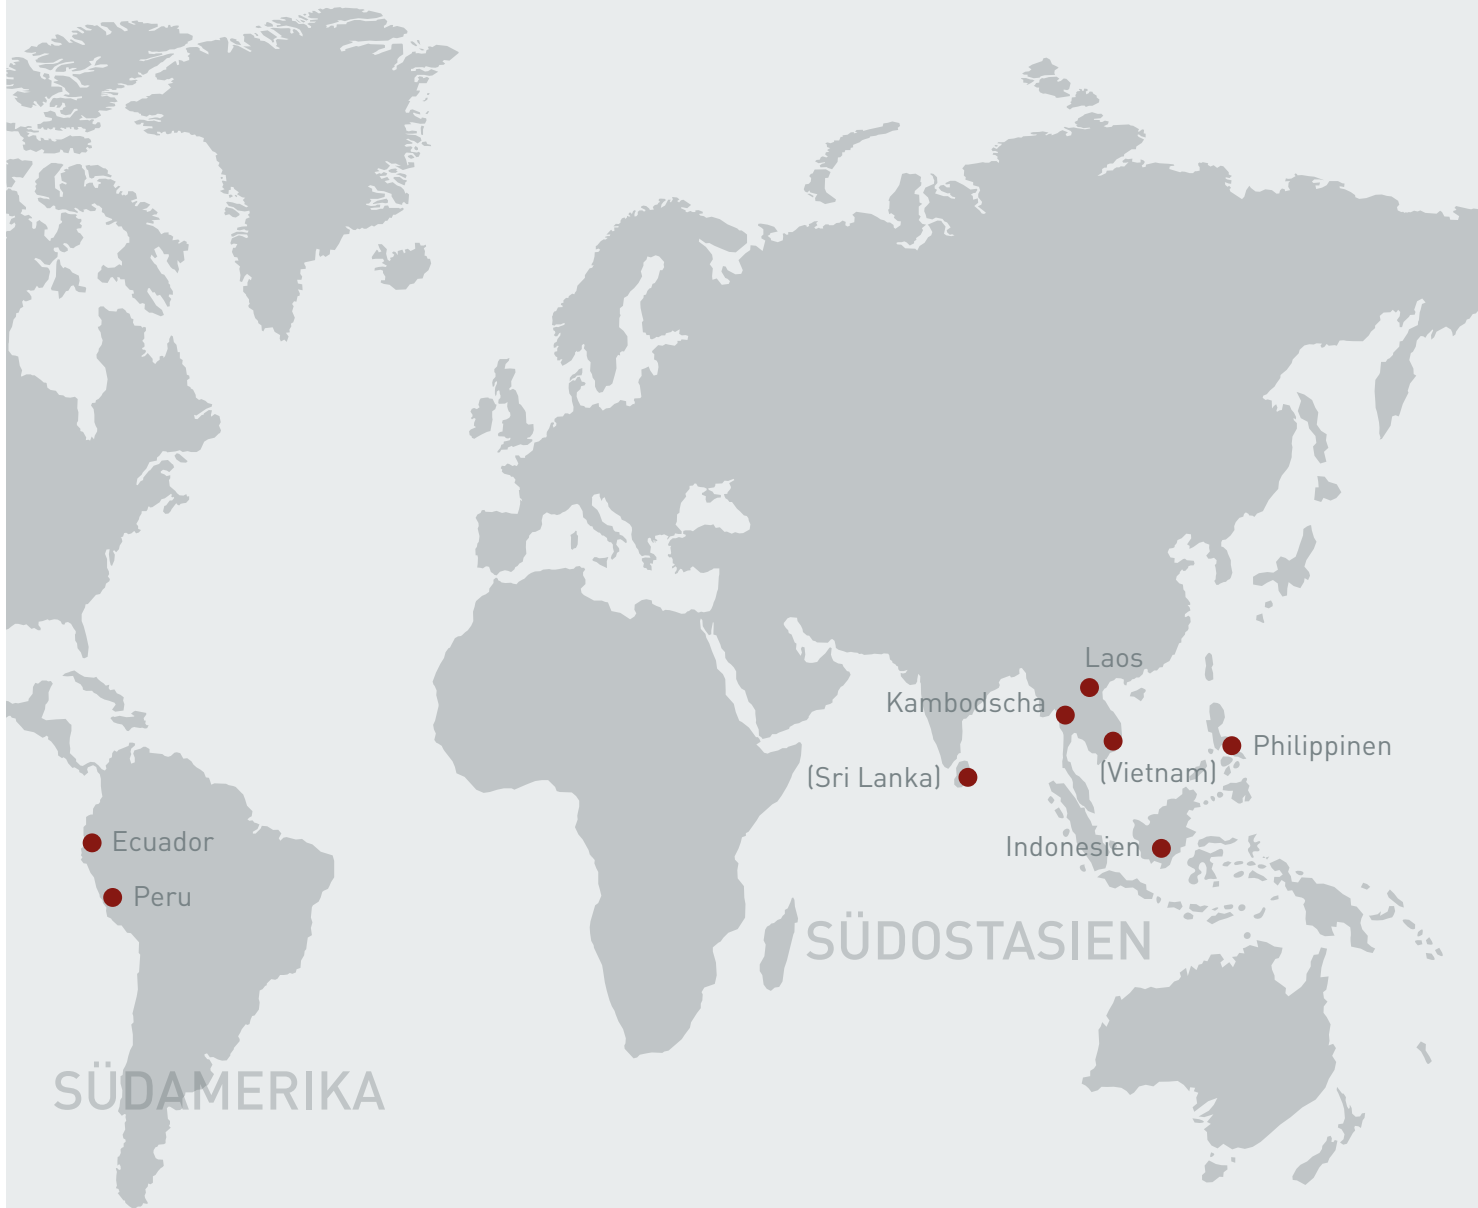 Laos
Kambodscha
Philippinen
(Vietnam)
(Sri Lanka)
Ecuador
Indonesien
Peru
SÜDOSTASIEN
SÜDAMERIKA